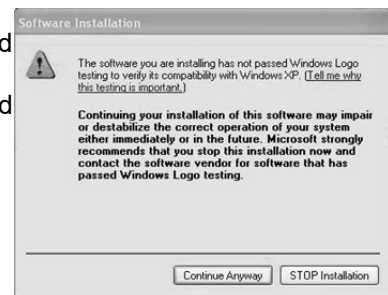 Software Installation
d
The software you are installing has not passed Windows Logo
testing to verify its compatibility with Windows XP. (Tell me why
this testing is important.)
d
Continuing your installation of this software may impair
or destabilize the correct operation of your system
either immediately or in the future. Microsoft strongly
recommends that you stop this installation now and
contact the software vendor for software that has
passed Windows Logo testing.
Continue Anyway STOP Installation